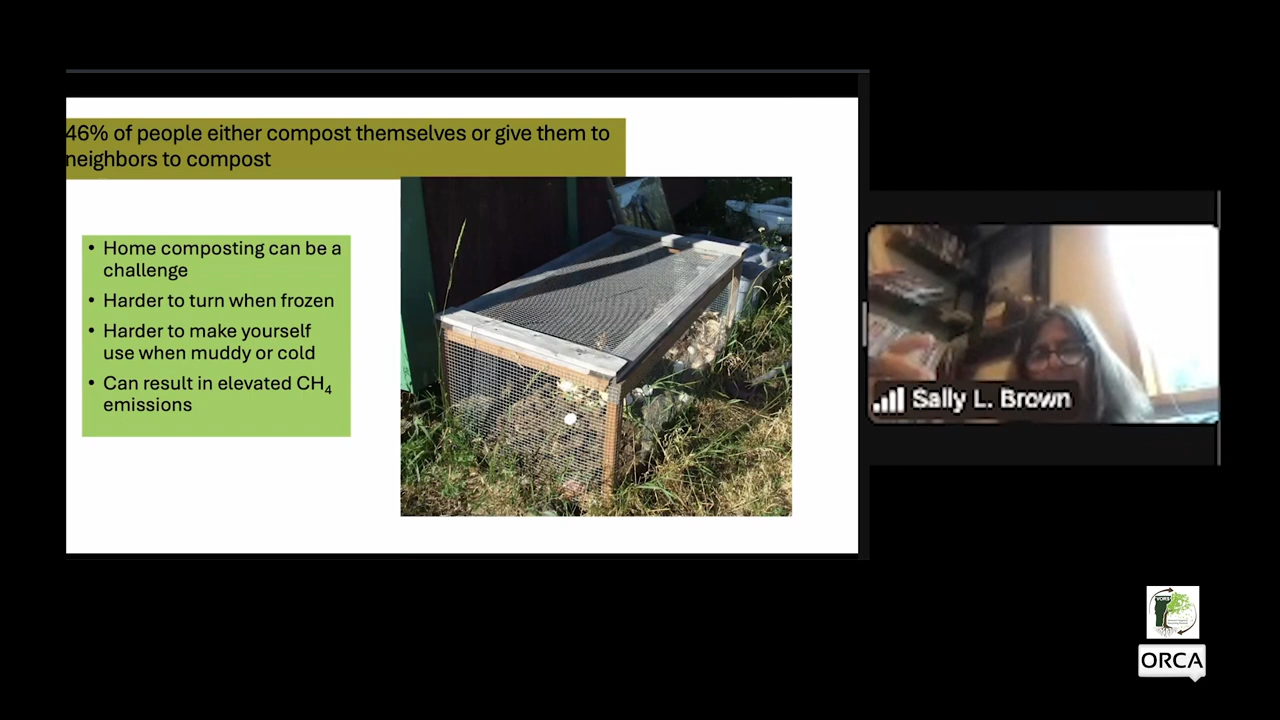 46% of people either compost themselves or give them to
neighbors to compost
• Home composting can be a
challenge
• Harder to turn when frozen
• Harder to make yourself
use when muddy or cold
• Can result in elevated CH₄
emissions
Sally L. Brown
ORCA